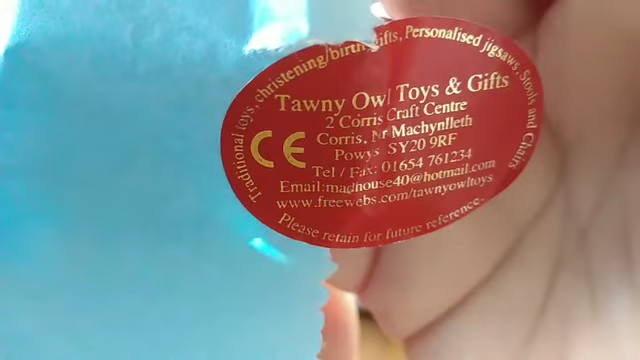 Traditional toys, christening/birth gifts, Personalised jigsaws, Stools and Chairs
Tawny Owl Toys & Gifts
2 Corris Craft Centre
Corris, Nr Machynlleth
Powys SY20 9RF
CE
Tel / Fax: 01654 761234
Email:madhouse40@hotmail.com
www.freewebs.com/tawnyowltoys
Please retain for future reference.